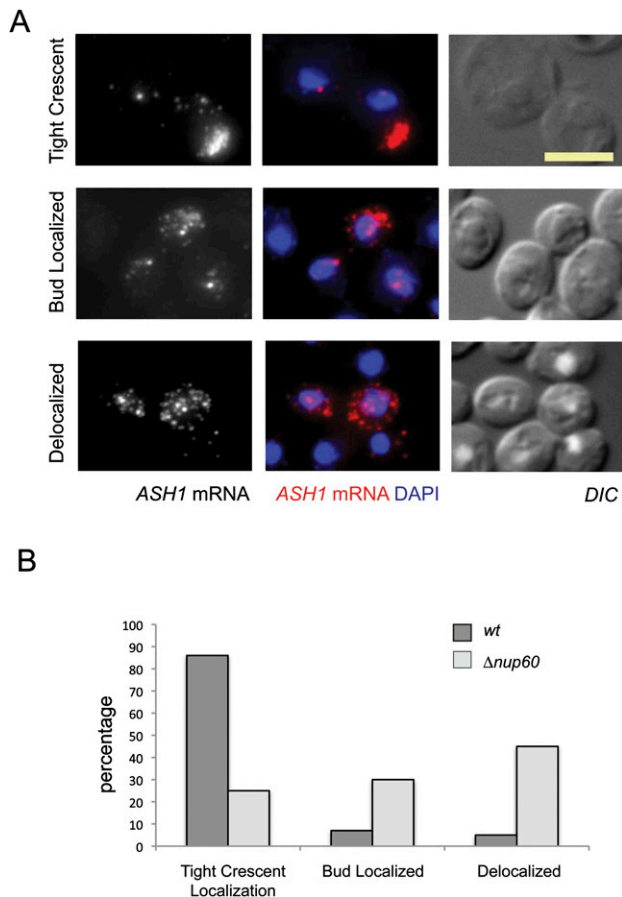 A
Tight Crescent
Bud Localized
Delocalized
ASH1 mRNA
ASH1 mRNA DAPI
DIC
B
percentage
100
90
80
70
60
50
40
30
20
10
0
wt
Δnup60
Tight Crescent
Localization
Bud Localized
Delocalized